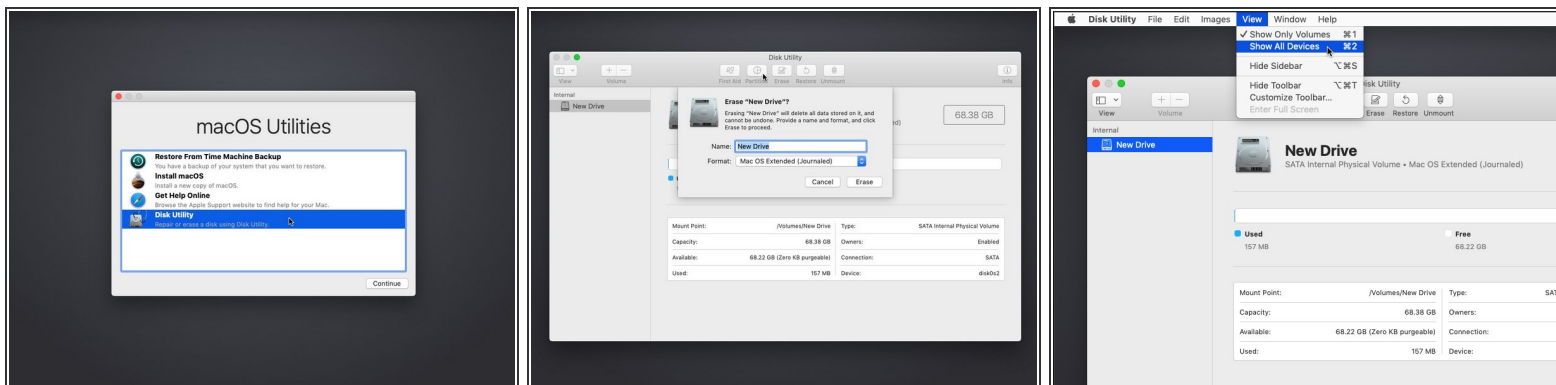 macOS Utilities
Restore From Time Machine Backup
You have a backup of your system that you want to restore.
Install macOS
Install a new copy of macOS.
Get Help Online
Browse the Apple Support website to find help for your Mac.
Disk Utility
Repair or erase a disk using Disk Utility.
Continue
Disk Utility
View
Volume
First Aid
Partition
Erase
Restore
Unmount
Info
Internal
New Drive
68.38 GB
Erase “New Drive”?
Erasing “New Drive” will delete all data stored on it, and
cannot be undone. Provide a name and format, and click
Erase to proceed.
Name: New Drive
Format: Mac OS Extended (Journaled)
Cancel
Erase
Mount Point: /Volumes/New Drive
Type: SATA Internal Physical Volume
Capacity: 68.38 GB
Owners: Enabled
Available: 68.22 GB (Zero KB purgeable)
Connection: SATA
Used: 157 MB
Device: disk0s2
Disk Utility File Edit Images View Window Help
✓ Show Only Volumes ⌘1
Show All Devices ⌘2
Hide Sidebar ⌥⌘S
Hide Toolbar ⌥⌘T
Customize Toolbar...
Enter Full Screen
isk Utility
View
Volume
Erase
Restore
Unmount
Internal
New Drive
New Drive
SATA Internal Physical Volume • Mac OS Extended (Journaled)
Used
157 MB
Free
68.22 GB
Mount Point: /Volumes/New Drive
Type: SAT
Capacity: 68.38 GB
Owners:
Available: 68.22 GB (Zero KB purgeable)
Connection:
Used: 157 MB
Device: